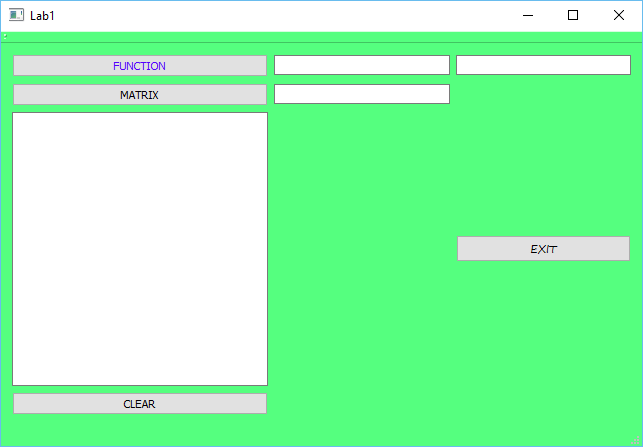 Lab1
FUNCTION
MATRIX
EXIT
CLEAR